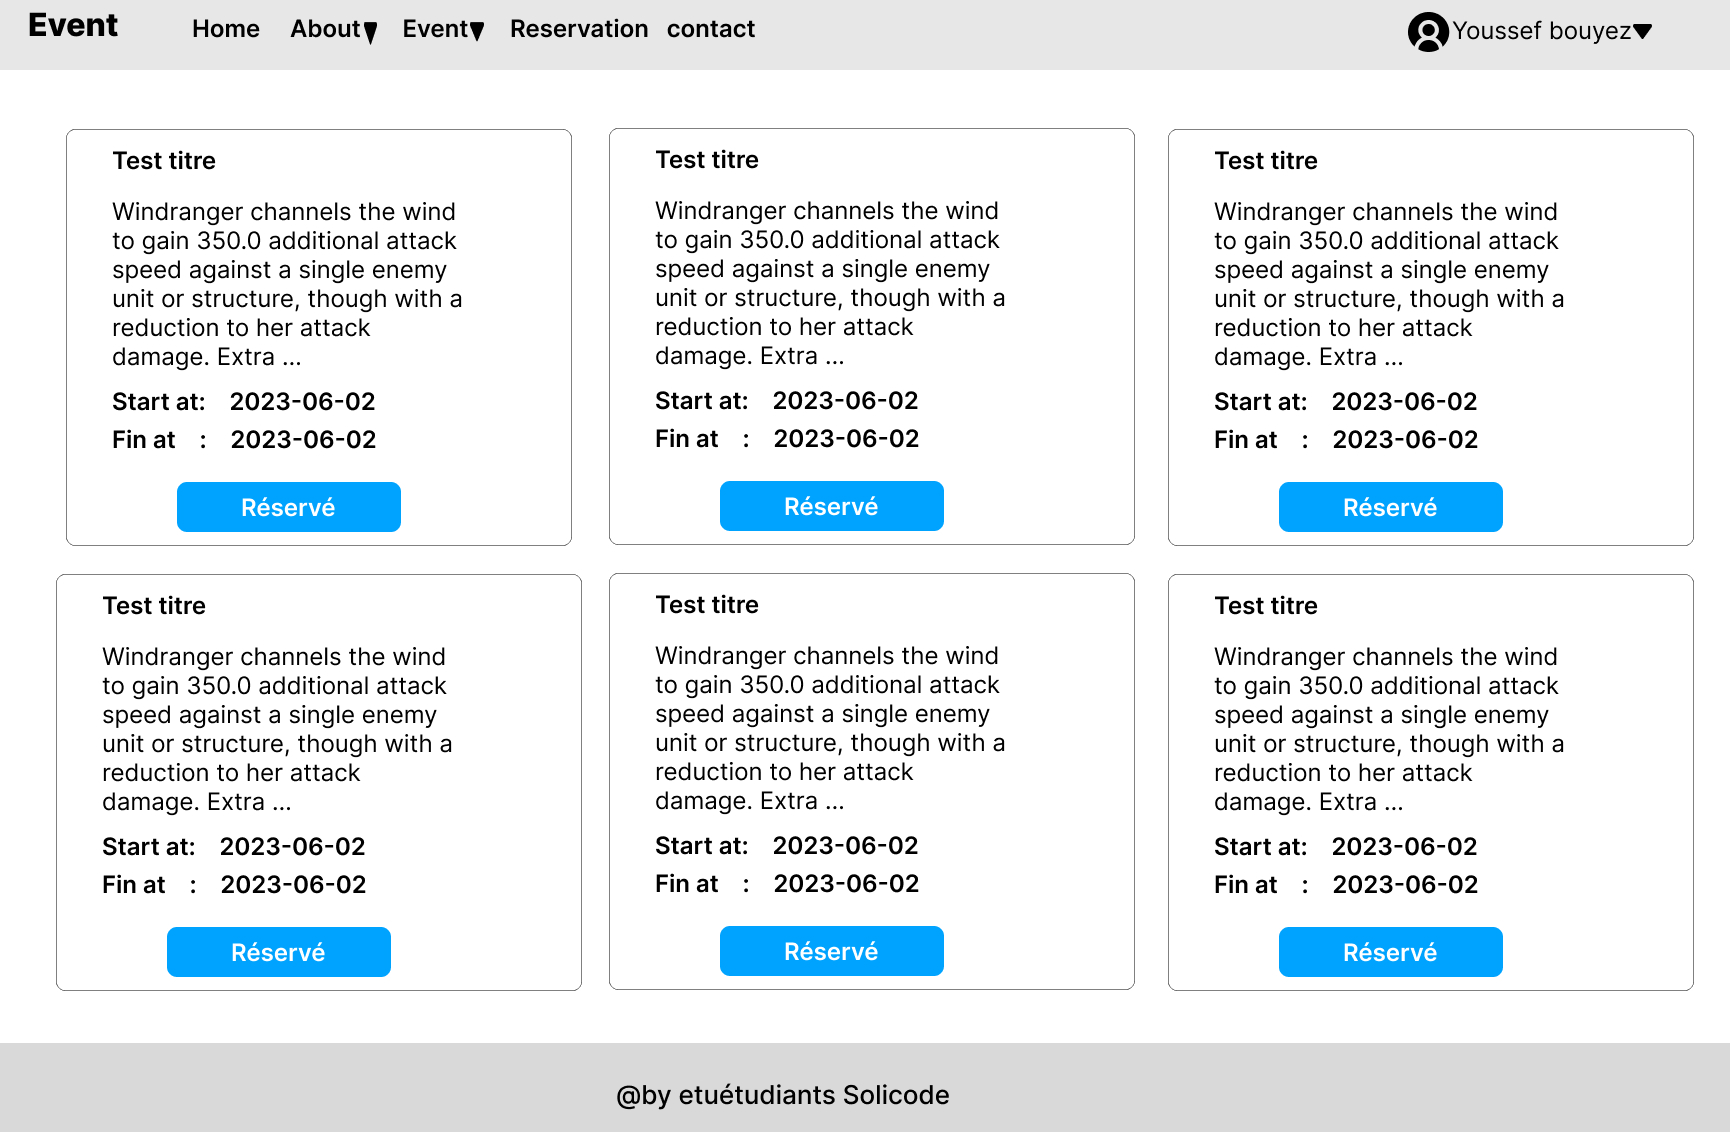 Event Home About Event Reservation contact Youssef bouyez
Test titre
Windranger channels the wind
to gain 350.0 additional attack
speed against a single enemy
unit or structure, though with a
reduction to her attack
damage. Extra ...
Start at: 2023-06-02
Fin at : 2023-06-02
Réservé
Test titre
Windranger channels the wind
to gain 350.0 additional attack
speed against a single enemy
unit or structure, though with a
reduction to her attack
damage. Extra ...
Start at: 2023-06-02
Fin at : 2023-06-02
Réservé
Test titre
Windranger channels the wind
to gain 350.0 additional attack
speed against a single enemy
unit or structure, though with a
reduction to her attack
damage. Extra ...
Start at: 2023-06-02
Fin at : 2023-06-02
Réservé
Test titre
Windranger channels the wind
to gain 350.0 additional attack
speed against a single enemy
unit or structure, though with a
reduction to her attack
damage. Extra ...
Start at: 2023-06-02
Fin at : 2023-06-02
Réservé
Test titre
Windranger channels the wind
to gain 350.0 additional attack
speed against a single enemy
unit or structure, though with a
reduction to her attack
damage. Extra ...
Start at: 2023-06-02
Fin at : 2023-06-02
Réservé
Test titre
Windranger channels the wind
to gain 350.0 additional attack
speed against a single enemy
unit or structure, though with a
reduction to her attack
damage. Extra ...
Start at: 2023-06-02
Fin at : 2023-06-02
Réservé
@by etuétudiants Solicode